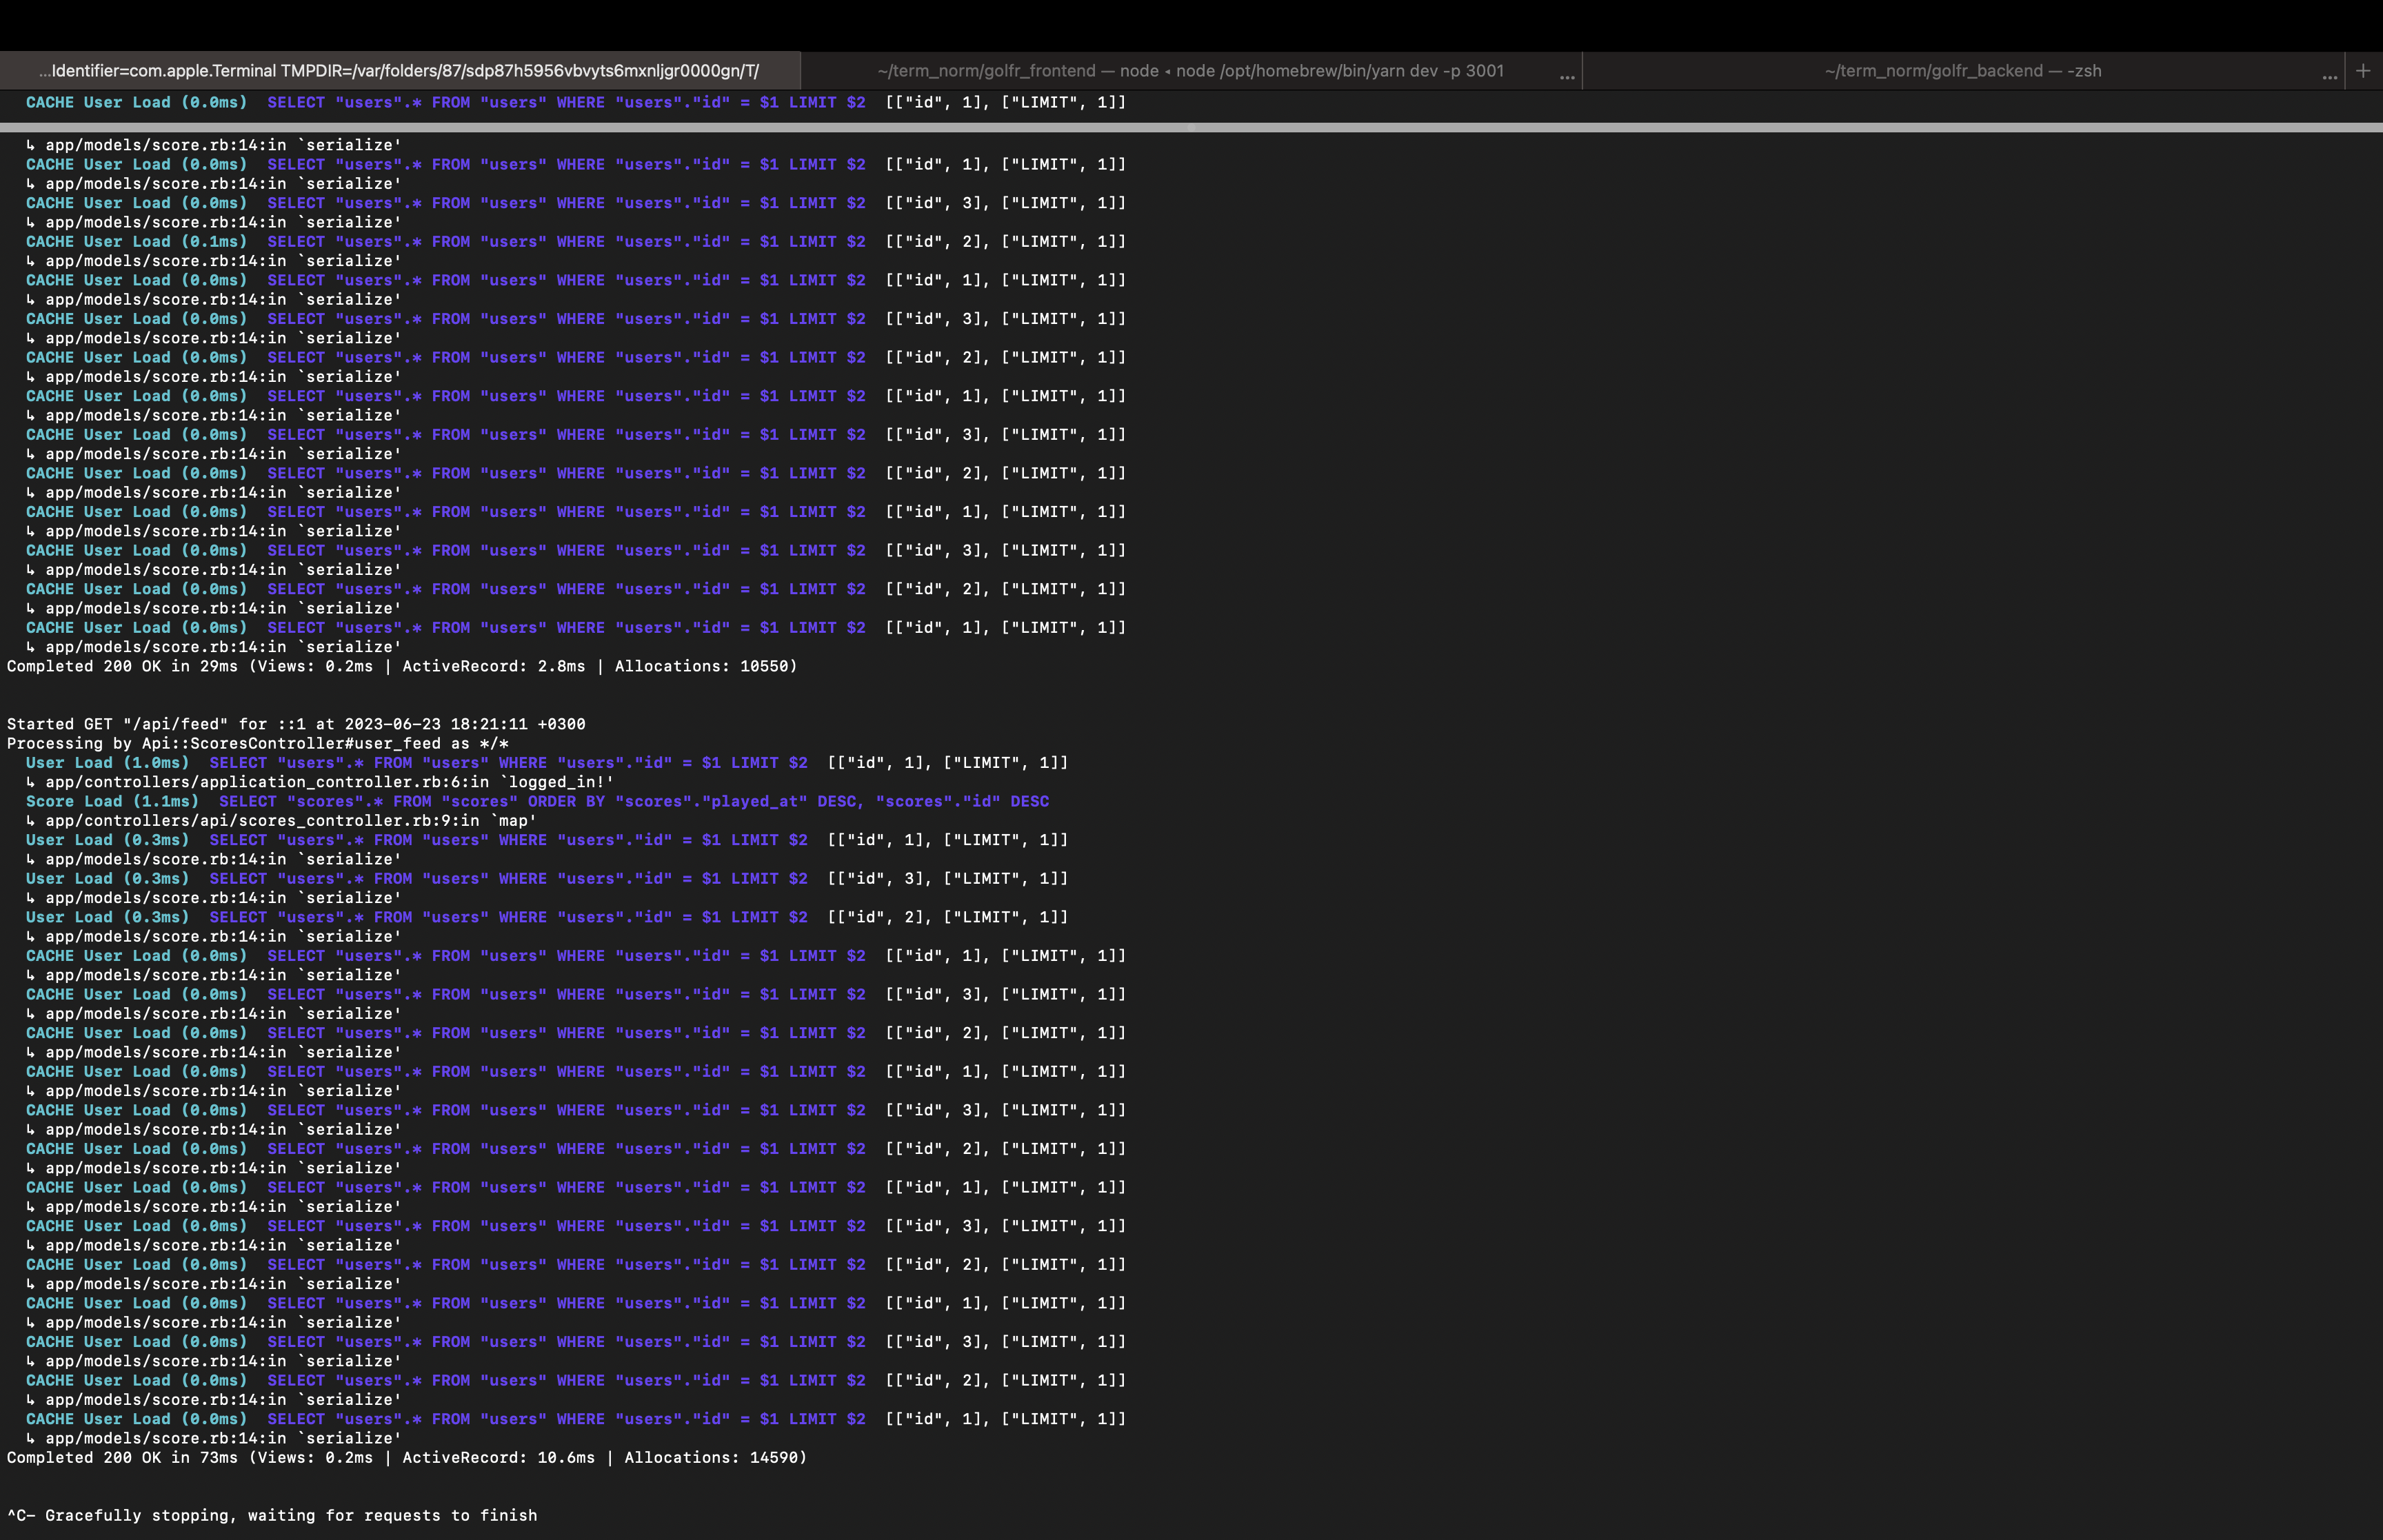 ...Identifier=com.apple.Terminal TMPDIR=/var/folders/87/sdp87h5956vbvyts6mxnljgr0000gn/T/
~/term_norm/golfr_frontend — node ◂ node /opt/homebrew/bin/yarn dev -p 3001 ...
~/term_norm/golfr_backend — -zsh ... +
CACHE User Load (0.0ms)  SELECT "users".* FROM "users" WHERE "users"."id" = $1 LIMIT $2  [["id", 1], ["LIMIT", 1]]
↳ app/models/score.rb:14:in `serialize'
CACHE User Load (0.0ms)  SELECT "users".* FROM "users" WHERE "users"."id" = $1 LIMIT $2  [["id", 1], ["LIMIT", 1]]
↳ app/models/score.rb:14:in `serialize'
CACHE User Load (0.0ms)  SELECT "users".* FROM "users" WHERE "users"."id" = $1 LIMIT $2  [["id", 3], ["LIMIT", 1]]
↳ app/models/score.rb:14:in `serialize'
CACHE User Load (0.1ms)  SELECT "users".* FROM "users" WHERE "users"."id" = $1 LIMIT $2  [["id", 2], ["LIMIT", 1]]
↳ app/models/score.rb:14:in `serialize'
CACHE User Load (0.0ms)  SELECT "users".* FROM "users" WHERE "users"."id" = $1 LIMIT $2  [["id", 1], ["LIMIT", 1]]
↳ app/models/score.rb:14:in `serialize'
CACHE User Load (0.0ms)  SELECT "users".* FROM "users" WHERE "users"."id" = $1 LIMIT $2  [["id", 3], ["LIMIT", 1]]
↳ app/models/score.rb:14:in `serialize'
CACHE User Load (0.0ms)  SELECT "users".* FROM "users" WHERE "users"."id" = $1 LIMIT $2  [["id", 2], ["LIMIT", 1]]
↳ app/models/score.rb:14:in `serialize'
CACHE User Load (0.0ms)  SELECT "users".* FROM "users" WHERE "users"."id" = $1 LIMIT $2  [["id", 1], ["LIMIT", 1]]
↳ app/models/score.rb:14:in `serialize'
CACHE User Load (0.0ms)  SELECT "users".* FROM "users" WHERE "users"."id" = $1 LIMIT $2  [["id", 3], ["LIMIT", 1]]
↳ app/models/score.rb:14:in `serialize'
CACHE User Load (0.0ms)  SELECT "users".* FROM "users" WHERE "users"."id" = $1 LIMIT $2  [["id", 2], ["LIMIT", 1]]
↳ app/models/score.rb:14:in `serialize'
CACHE User Load (0.0ms)  SELECT "users".* FROM "users" WHERE "users"."id" = $1 LIMIT $2  [["id", 1], ["LIMIT", 1]]
↳ app/models/score.rb:14:in `serialize'
CACHE User Load (0.0ms)  SELECT "users".* FROM "users" WHERE "users"."id" = $1 LIMIT $2  [["id", 3], ["LIMIT", 1]]
↳ app/models/score.rb:14:in `serialize'
CACHE User Load (0.0ms)  SELECT "users".* FROM "users" WHERE "users"."id" = $1 LIMIT $2  [["id", 2], ["LIMIT", 1]]
↳ app/models/score.rb:14:in `serialize'
CACHE User Load (0.0ms)  SELECT "users".* FROM "users" WHERE "users"."id" = $1 LIMIT $2  [["id", 1], ["LIMIT", 1]]
↳ app/models/score.rb:14:in `serialize'
Completed 200 OK in 29ms (Views: 0.2ms | ActiveRecord: 2.8ms | Allocations: 10550)
Started GET "/api/feed" for ::1 at 2023-06-23 18:21:11 +0300
Processing by Api::ScoresController#user_feed as */*
User Load (1.0ms)  SELECT "users".* FROM "users" WHERE "users"."id" = $1 LIMIT $2  [["id", 1], ["LIMIT", 1]]
↳ app/controllers/application_controller.rb:6:in `logged_in!'
Score Load (1.1ms)  SELECT "scores".* FROM "scores" ORDER BY "scores"."played_at" DESC, "scores"."id" DESC
↳ app/controllers/api/scores_controller.rb:9:in `map'
User Load (0.3ms)  SELECT "users".* FROM "users" WHERE "users"."id" = $1 LIMIT $2  [["id", 1], ["LIMIT", 1]]
↳ app/models/score.rb:14:in `serialize'
User Load (0.3ms)  SELECT "users".* FROM "users" WHERE "users"."id" = $1 LIMIT $2  [["id", 3], ["LIMIT", 1]]
↳ app/models/score.rb:14:in `serialize'
User Load (0.3ms)  SELECT "users".* FROM "users" WHERE "users"."id" = $1 LIMIT $2  [["id", 2], ["LIMIT", 1]]
↳ app/models/score.rb:14:in `serialize'
CACHE User Load (0.0ms)  SELECT "users".* FROM "users" WHERE "users"."id" = $1 LIMIT $2  [["id", 1], ["LIMIT", 1]]
↳ app/models/score.rb:14:in `serialize'
CACHE User Load (0.0ms)  SELECT "users".* FROM "users" WHERE "users"."id" = $1 LIMIT $2  [["id", 3], ["LIMIT", 1]]
↳ app/models/score.rb:14:in `serialize'
CACHE User Load (0.0ms)  SELECT "users".* FROM "users" WHERE "users"."id" = $1 LIMIT $2  [["id", 2], ["LIMIT", 1]]
↳ app/models/score.rb:14:in `serialize'
CACHE User Load (0.0ms)  SELECT "users".* FROM "users" WHERE "users"."id" = $1 LIMIT $2  [["id", 1], ["LIMIT", 1]]
↳ app/models/score.rb:14:in `serialize'
CACHE User Load (0.0ms)  SELECT "users".* FROM "users" WHERE "users"."id" = $1 LIMIT $2  [["id", 3], ["LIMIT", 1]]
↳ app/models/score.rb:14:in `serialize'
CACHE User Load (0.0ms)  SELECT "users".* FROM "users" WHERE "users"."id" = $1 LIMIT $2  [["id", 2], ["LIMIT", 1]]
↳ app/models/score.rb:14:in `serialize'
CACHE User Load (0.0ms)  SELECT "users".* FROM "users" WHERE "users"."id" = $1 LIMIT $2  [["id", 1], ["LIMIT", 1]]
↳ app/models/score.rb:14:in `serialize'
CACHE User Load (0.0ms)  SELECT "users".* FROM "users" WHERE "users"."id" = $1 LIMIT $2  [["id", 3], ["LIMIT", 1]]
↳ app/models/score.rb:14:in `serialize'
CACHE User Load (0.0ms)  SELECT "users".* FROM "users" WHERE "users"."id" = $1 LIMIT $2  [["id", 2], ["LIMIT", 1]]
↳ app/models/score.rb:14:in `serialize'
CACHE User Load (0.0ms)  SELECT "users".* FROM "users" WHERE "users"."id" = $1 LIMIT $2  [["id", 1], ["LIMIT", 1]]
↳ app/models/score.rb:14:in `serialize'
CACHE User Load (0.0ms)  SELECT "users".* FROM "users" WHERE "users"."id" = $1 LIMIT $2  [["id", 3], ["LIMIT", 1]]
↳ app/models/score.rb:14:in `serialize'
CACHE User Load (0.0ms)  SELECT "users".* FROM "users" WHERE "users"."id" = $1 LIMIT $2  [["id", 2], ["LIMIT", 1]]
↳ app/models/score.rb:14:in `serialize'
CACHE User Load (0.0ms)  SELECT "users".* FROM "users" WHERE "users"."id" = $1 LIMIT $2  [["id", 1], ["LIMIT", 1]]
↳ app/models/score.rb:14:in `serialize'
Completed 200 OK in 73ms (Views: 0.2ms | ActiveRecord: 10.6ms | Allocations: 14590)
^C- Gracefully stopping, waiting for requests to finish